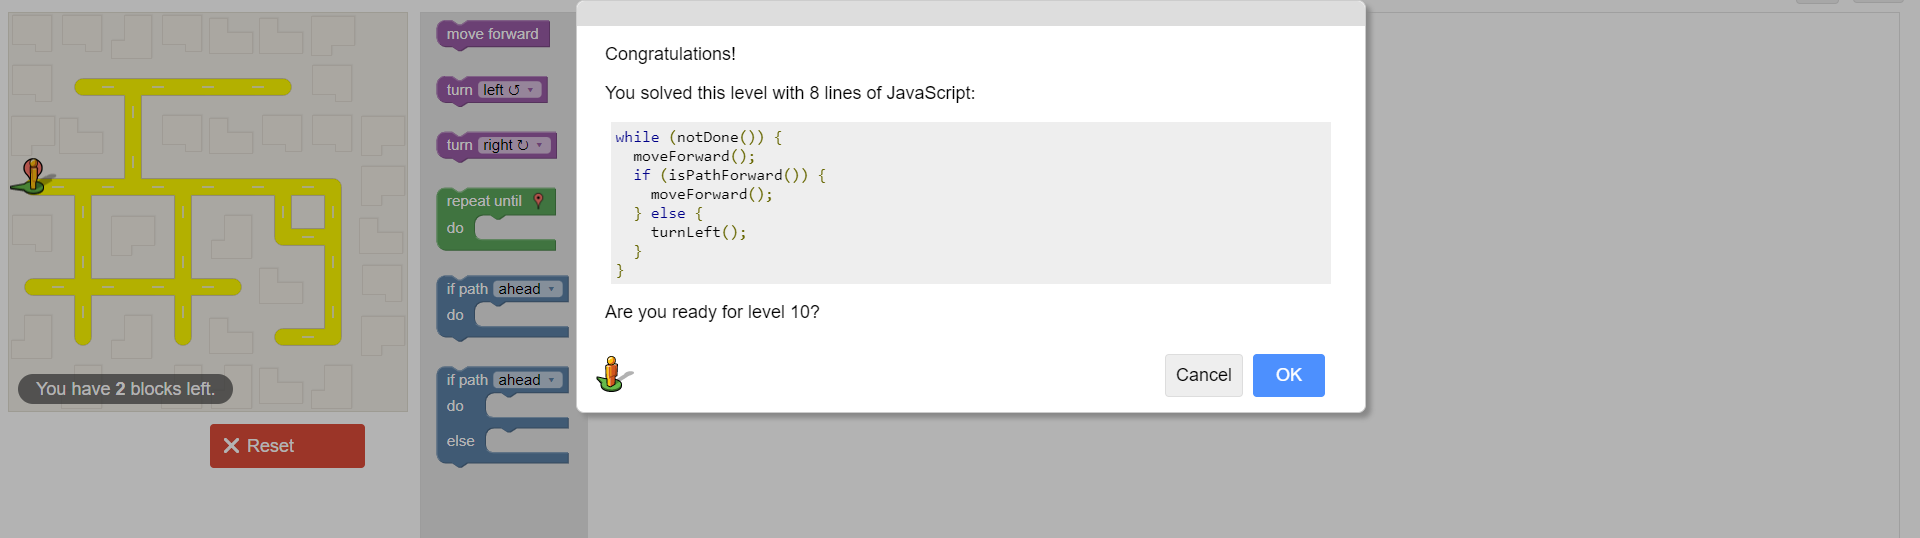 move forward
turn left ↺
turn right ↻
repeat until
do
if path ahead
do
if path ahead
do
else
You have 2 blocks left.
Reset
Congratulations!
You solved this level with 8 lines of JavaScript:
while (notDone()) {
  moveForward();
  if (isPathForward()) {
    moveForward();
  } else {
    turnLeft();
  }
}
Are you ready for level 10?
Cancel
OK